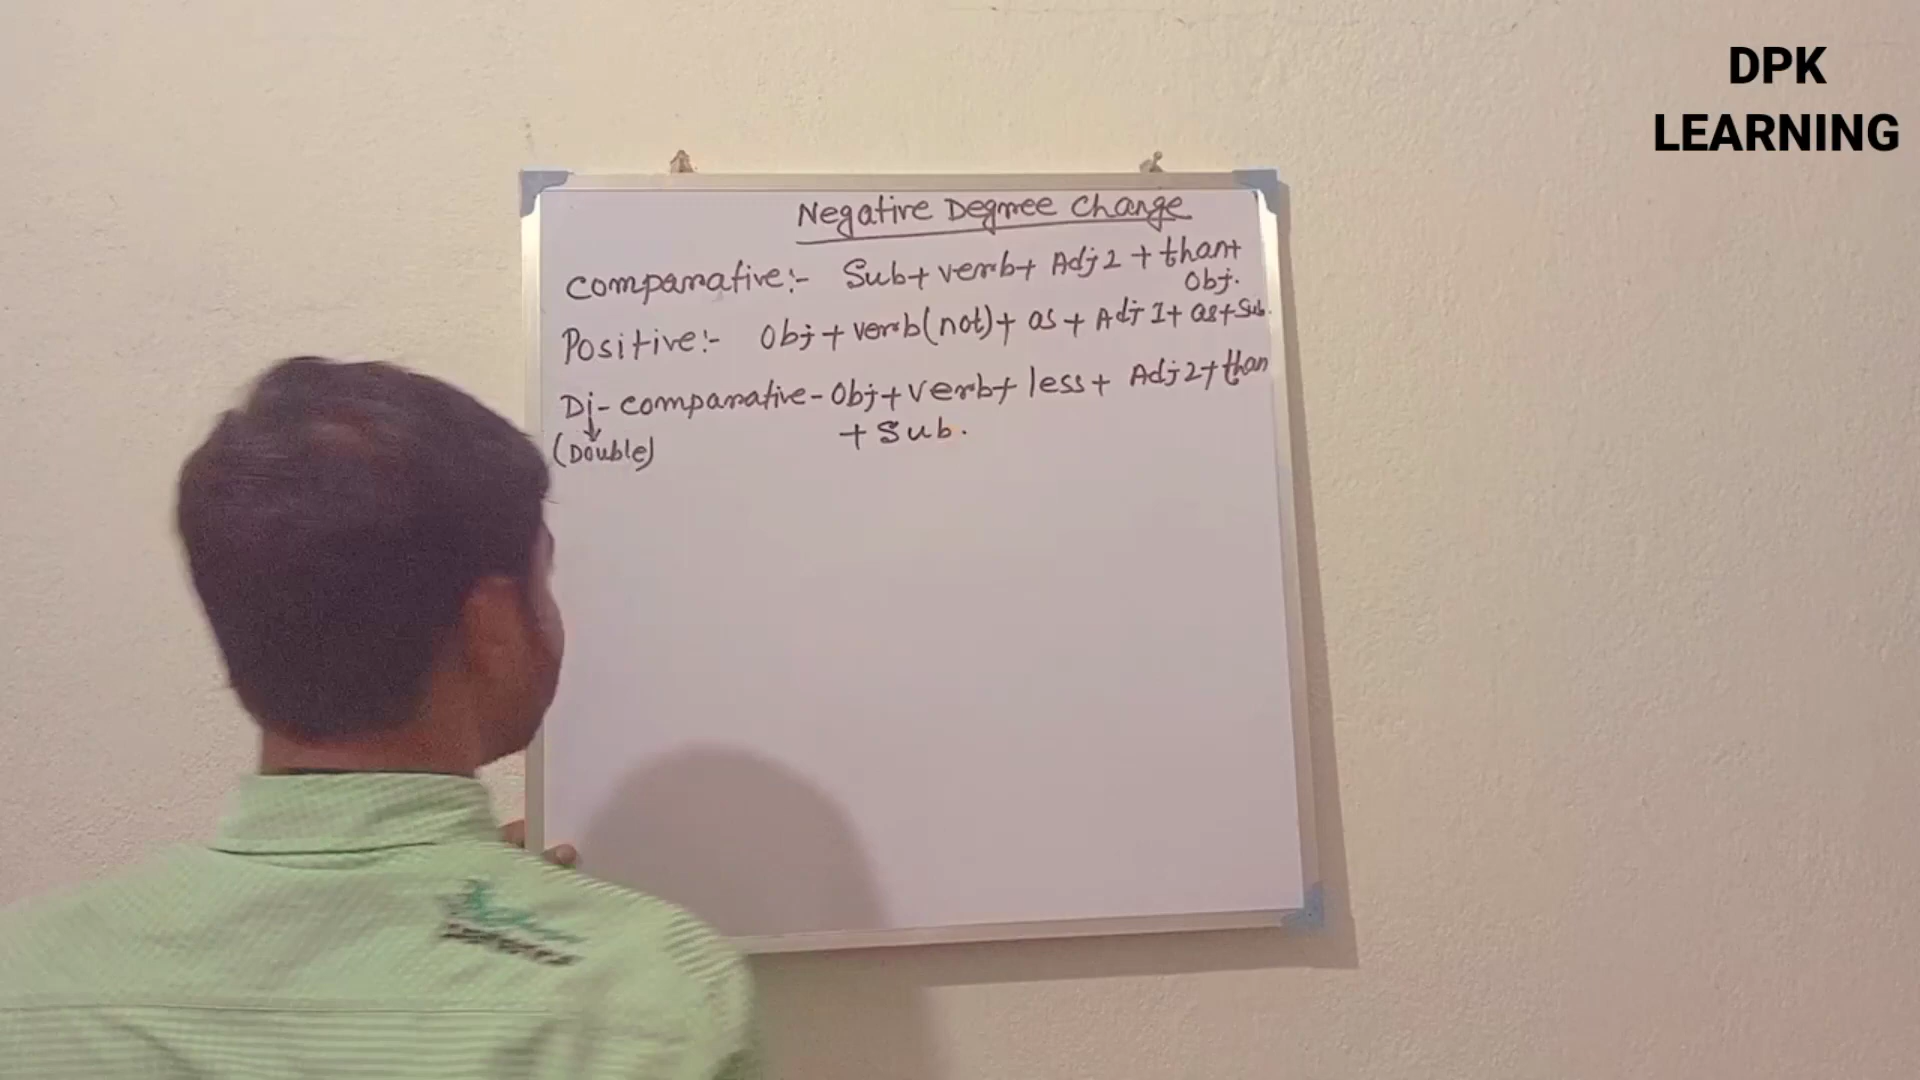 DPK
LEARNING
Negative Degree Change
Comparative:- Sub + verb + Adj 2 + than +
Obj.
Positive:- Obj + verb (not) + as + Adj 1 + as + Sub.
Di - comparative - Obj + verb + less + Adj 2 + than
+ Sub.
(Double)